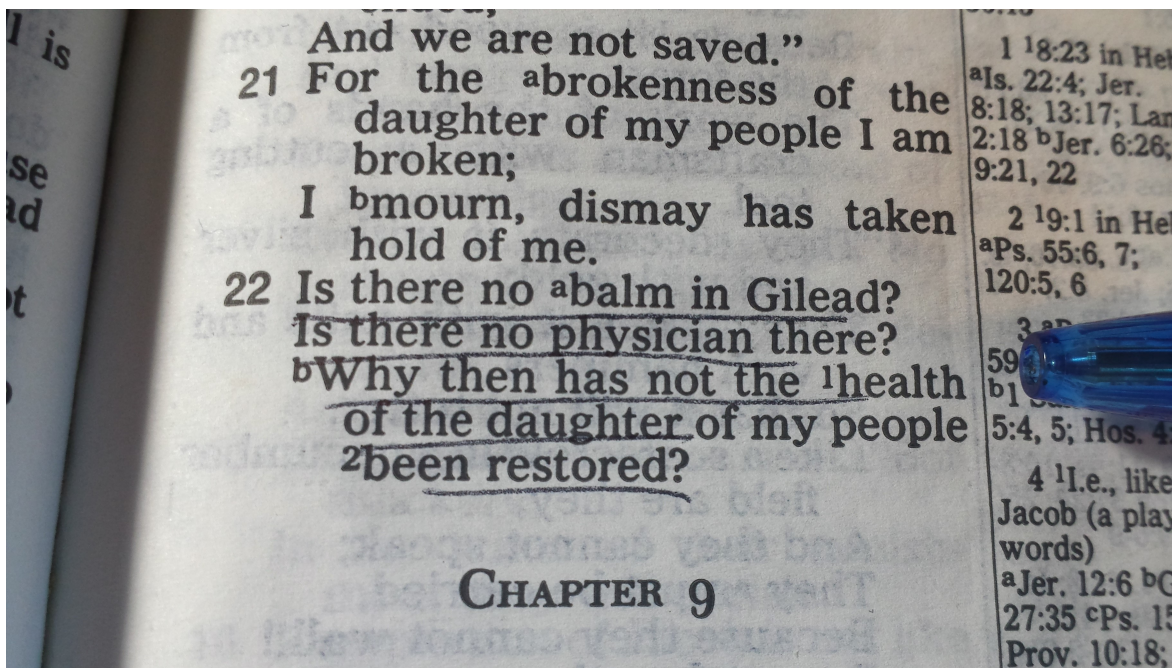 l is
se
ot
And we are not saved.”
21 For the ᵃbrokenness of the
daughter of my people I am
broken;
I ᵇmourn, dismay has taken
hold of me.
22 Is there no ᵃbalm in Gilead?
Is there no physician there?
ᵇWhy then has not the ¹health
of the daughter of my people
²been restored?
CHAPTER 9
1 ¹8:23 in
ᵃIs. 22:4; Jer.
8:18; 13:17;
2:18 ᵇJer. 6:26;
9:21, 22
2 ¹9:1 in
ᵃPs. 55:6, 7;
120:5, 6
3
59
5:4, 5; Hos.
4 ¹I.e., like
Jacob (a play
words)
ᵃJer. 12:6
27:35 ᶜPs.
Prov. 10:18;